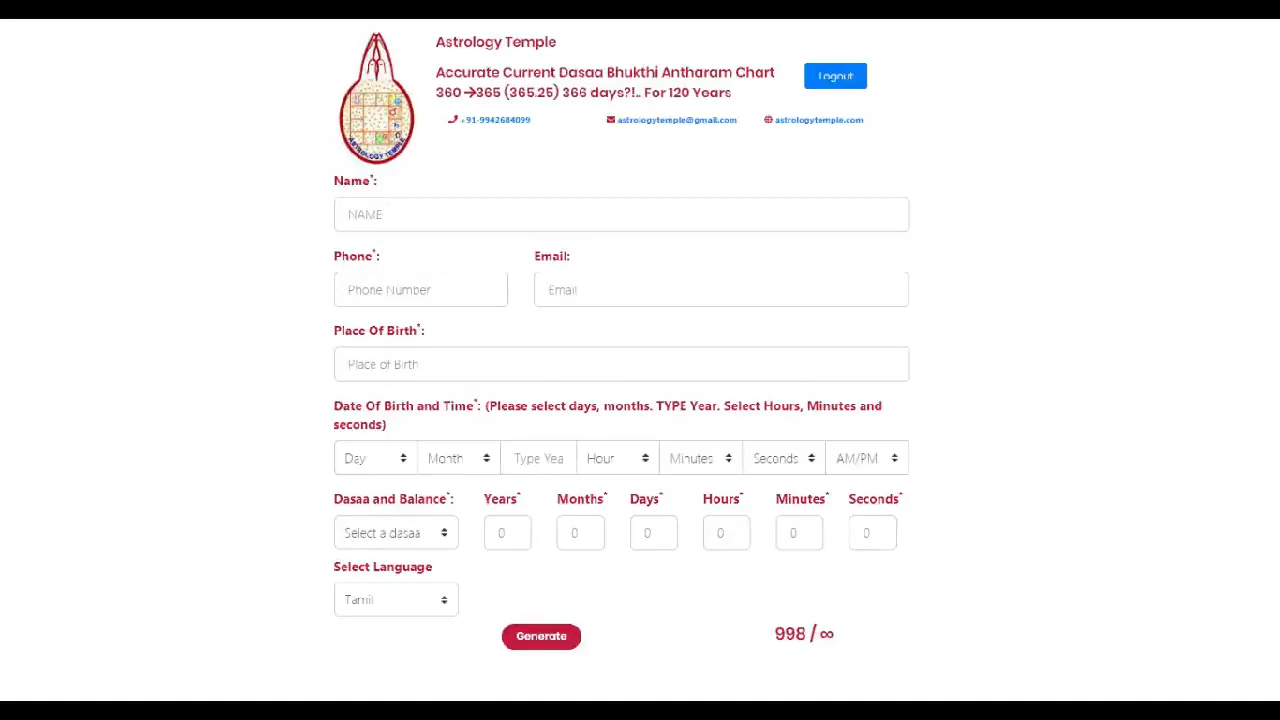 Astrology Temple
Accurate Current Dasaa Bhukthi Antharam Chart
360 →365 (365.25) 366 days?!.. For 120 Years
Logout
+91-9942684099 astrologytemple@gmail.com astrologytemple.com
ASTROLOGY TEMPLE
Name*:
NAME
Phone*: Email:
Phone Number Email
Place Of Birth*:
Place of Birth
Date Of Birth and Time*: (Please select days, months. TYPE Year. Select Hours, Minutes and
seconds)
Day Month Type Yea Hour Minutes Seconds AM/PM
Dasaa and Balance*: Years* Months* Days* Hours* Minutes* Seconds*
Select a dasaa 0 0 0 0 0 0
Select Language
Tamil
Generate 998 / ∞